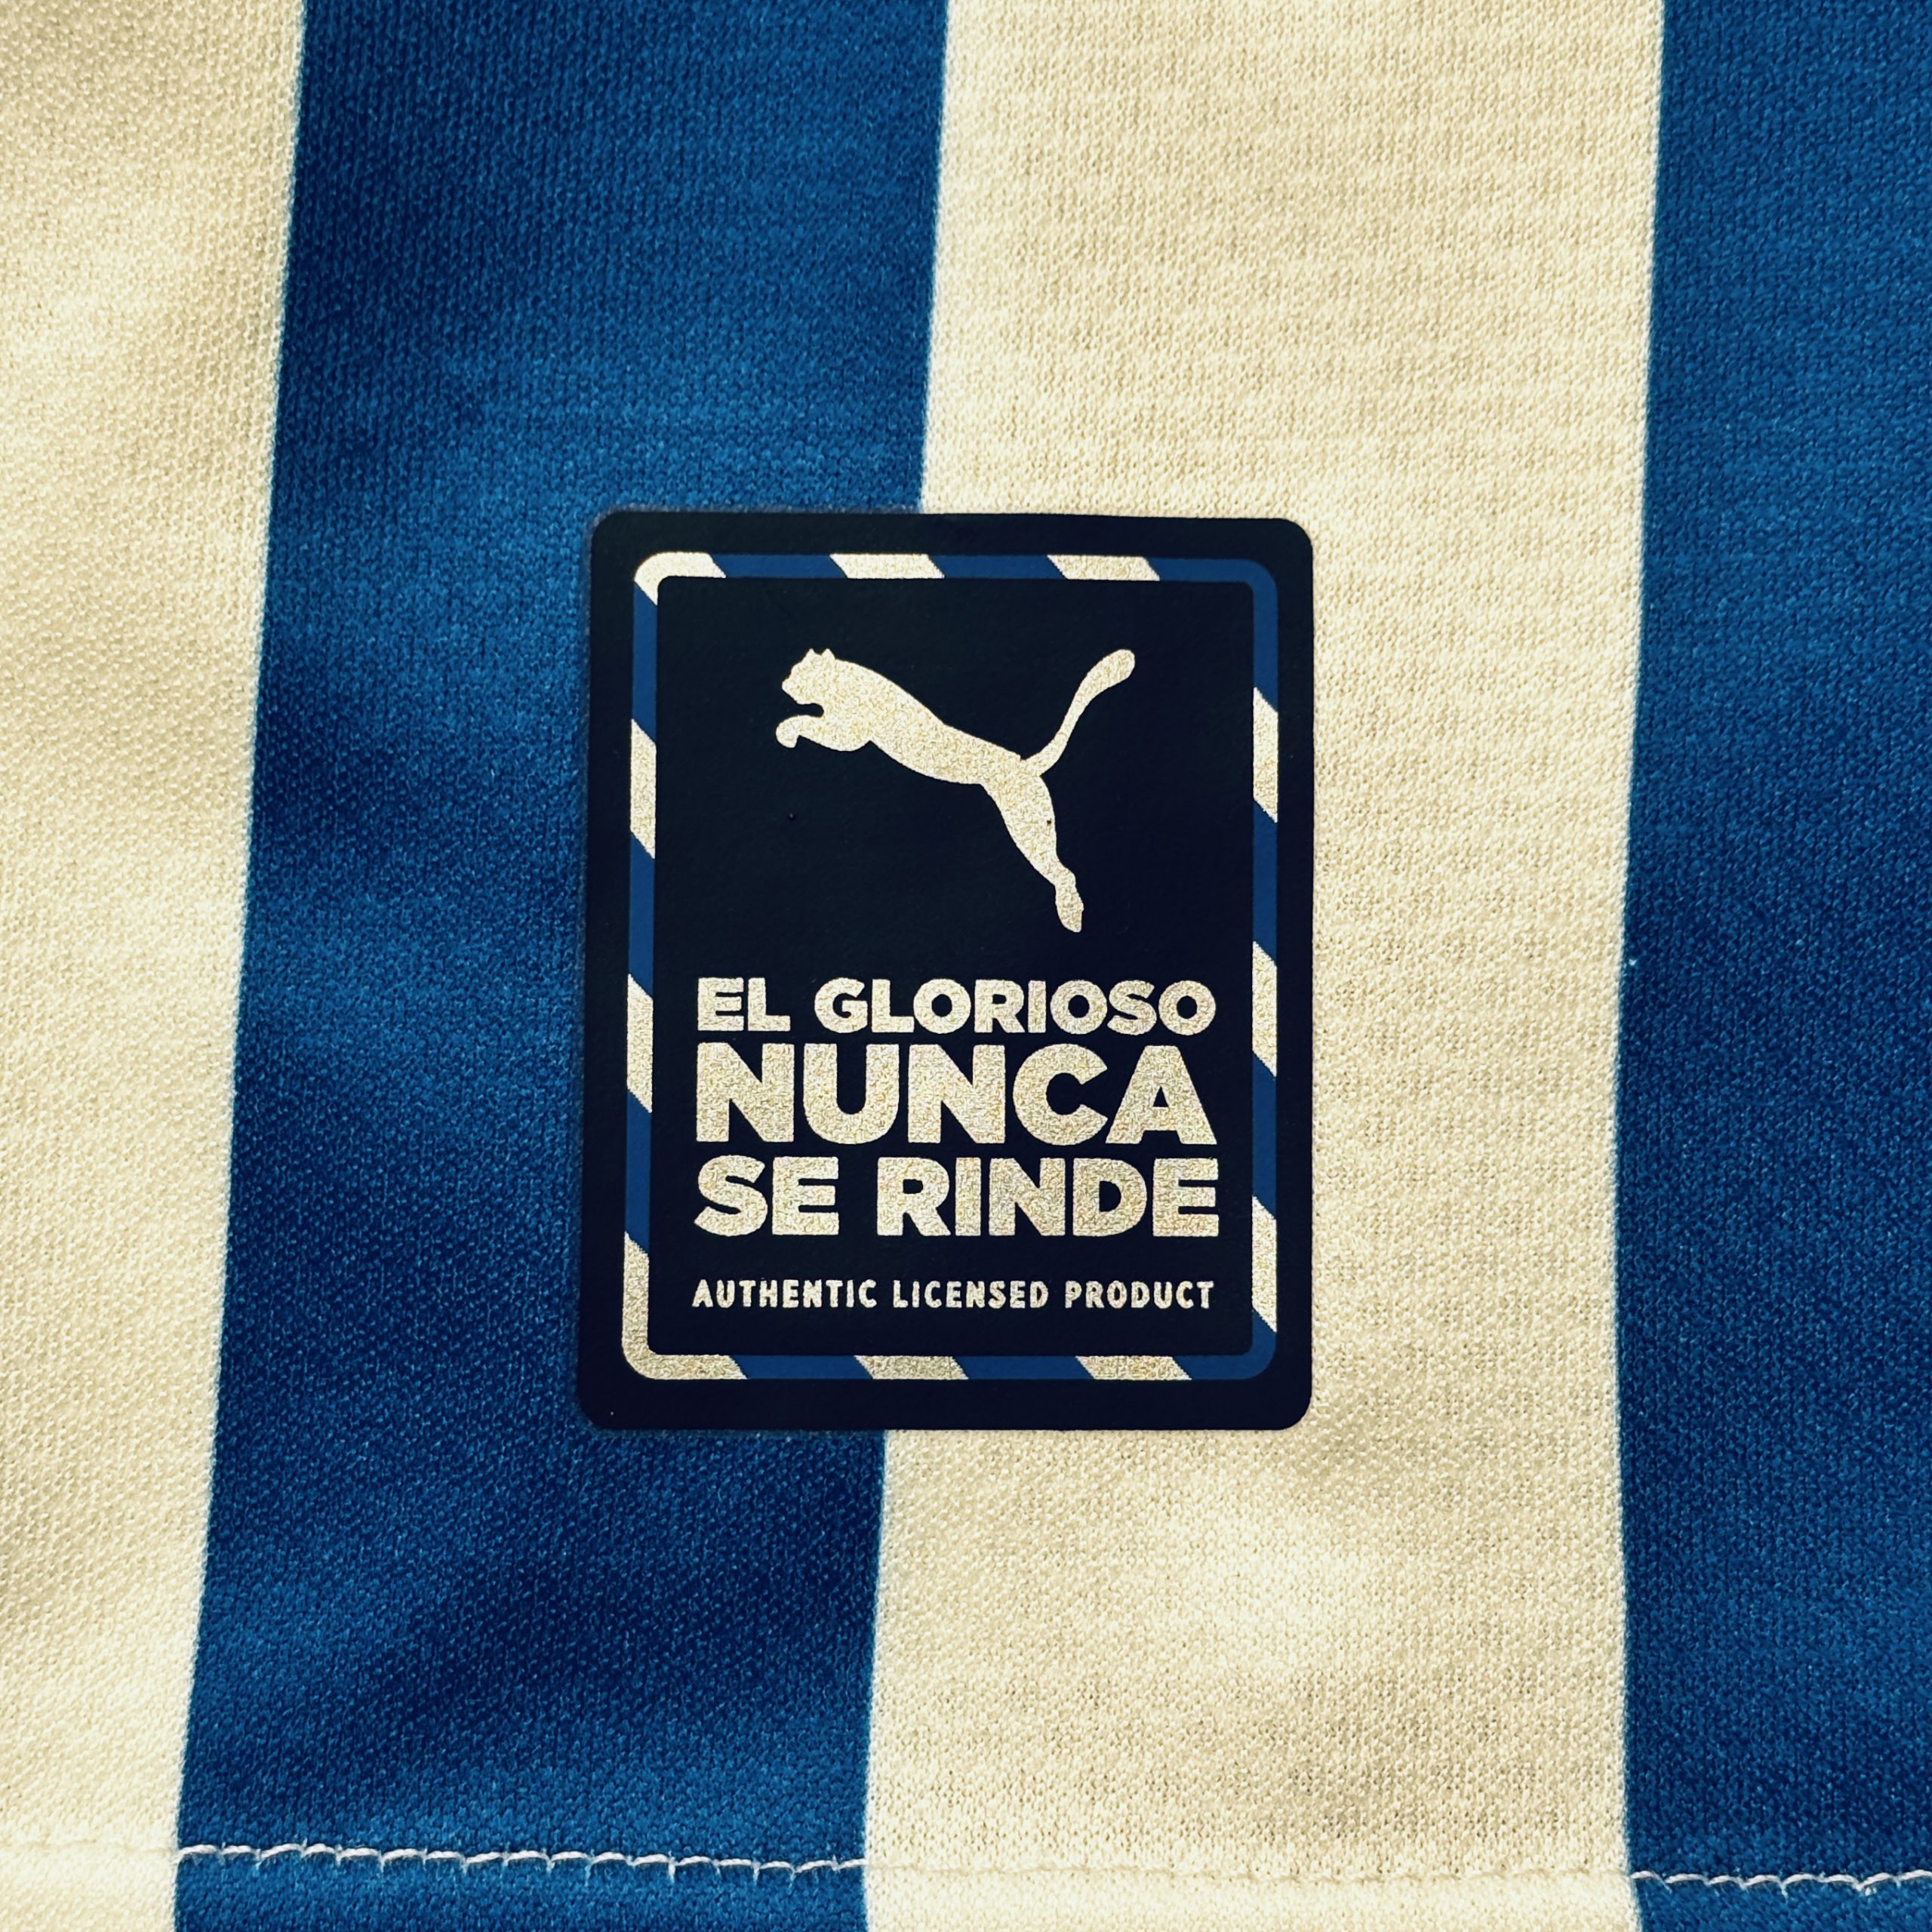 EL GLORIOSO
NUNCA
SE RINDE
AUTHENTIC LICENSED PRODUCT